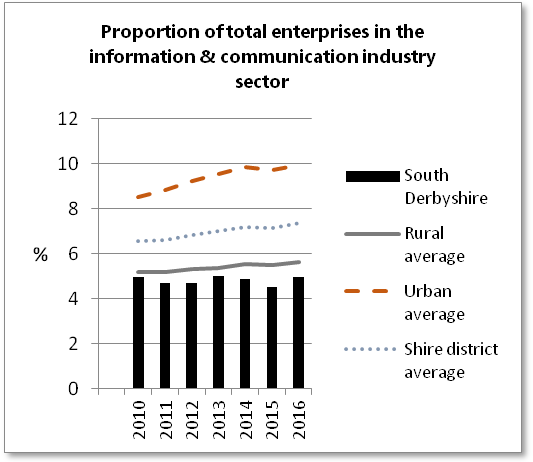 Proportion of total enterprises in the
information & communication industry
sector
12
10
8
6
4
2
0
%
2010
2011
2012
2013
2014
2015
2016
South
Derbyshire
Rural
average
Urban
average
Shire district
average